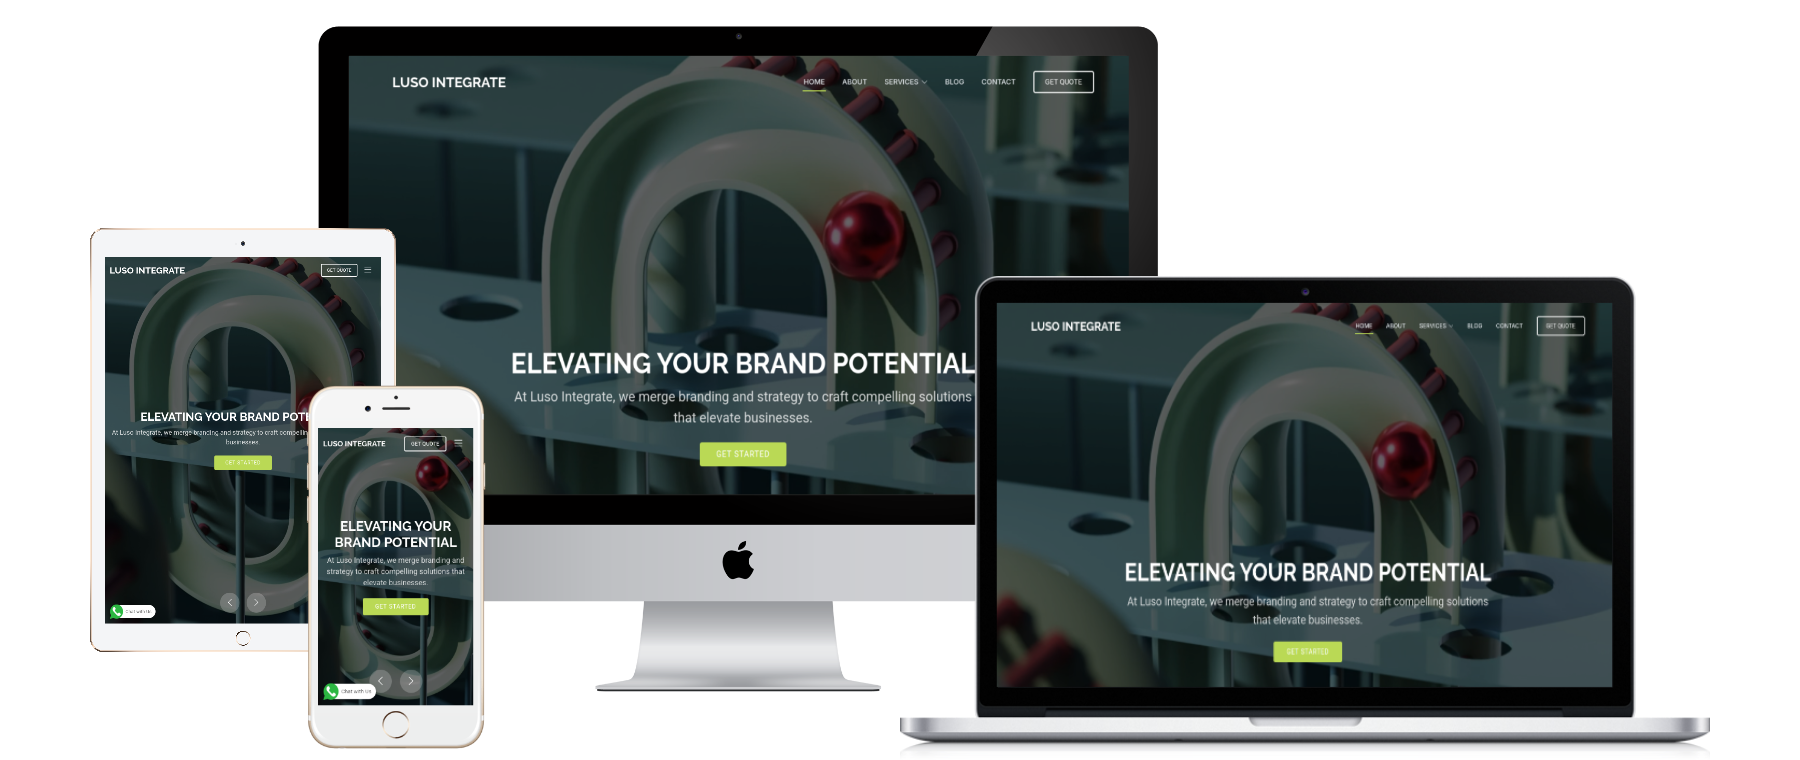 LUSO INTEGRATE
HOME ABOUT SERVICES BLOG CONTACT GET QUOTE
ELEVATING YOUR BRAND POTENTIAL
At Luso Integrate, we merge branding and strategy to craft compelling solutions
that elevate businesses.
GET STARTED
LUSO INTEGRATE GET QUOTE
ELEVATING YOUR BRAND POTE
At Luso Integrate, we merge branding and strategy to craft compelling
businesses.
GET STARTED
Chat with Us
LUSO INTEGRATE GET QUOTE
ELEVATING YOUR
BRAND POTENTIAL
At Luso Integrate, we merge branding and
strategy to craft compelling solutions that
elevate businesses.
GET STARTED
Chat with Us
LUSO INTEGRATE
HOME ABOUT SERVICES BLOG CONTACT GET QUOTE
ELEVATING YOUR BRAND POTENTIAL
At Luso Integrate, we merge branding and strategy to craft compelling solutions
that elevate businesses.
GET STARTED